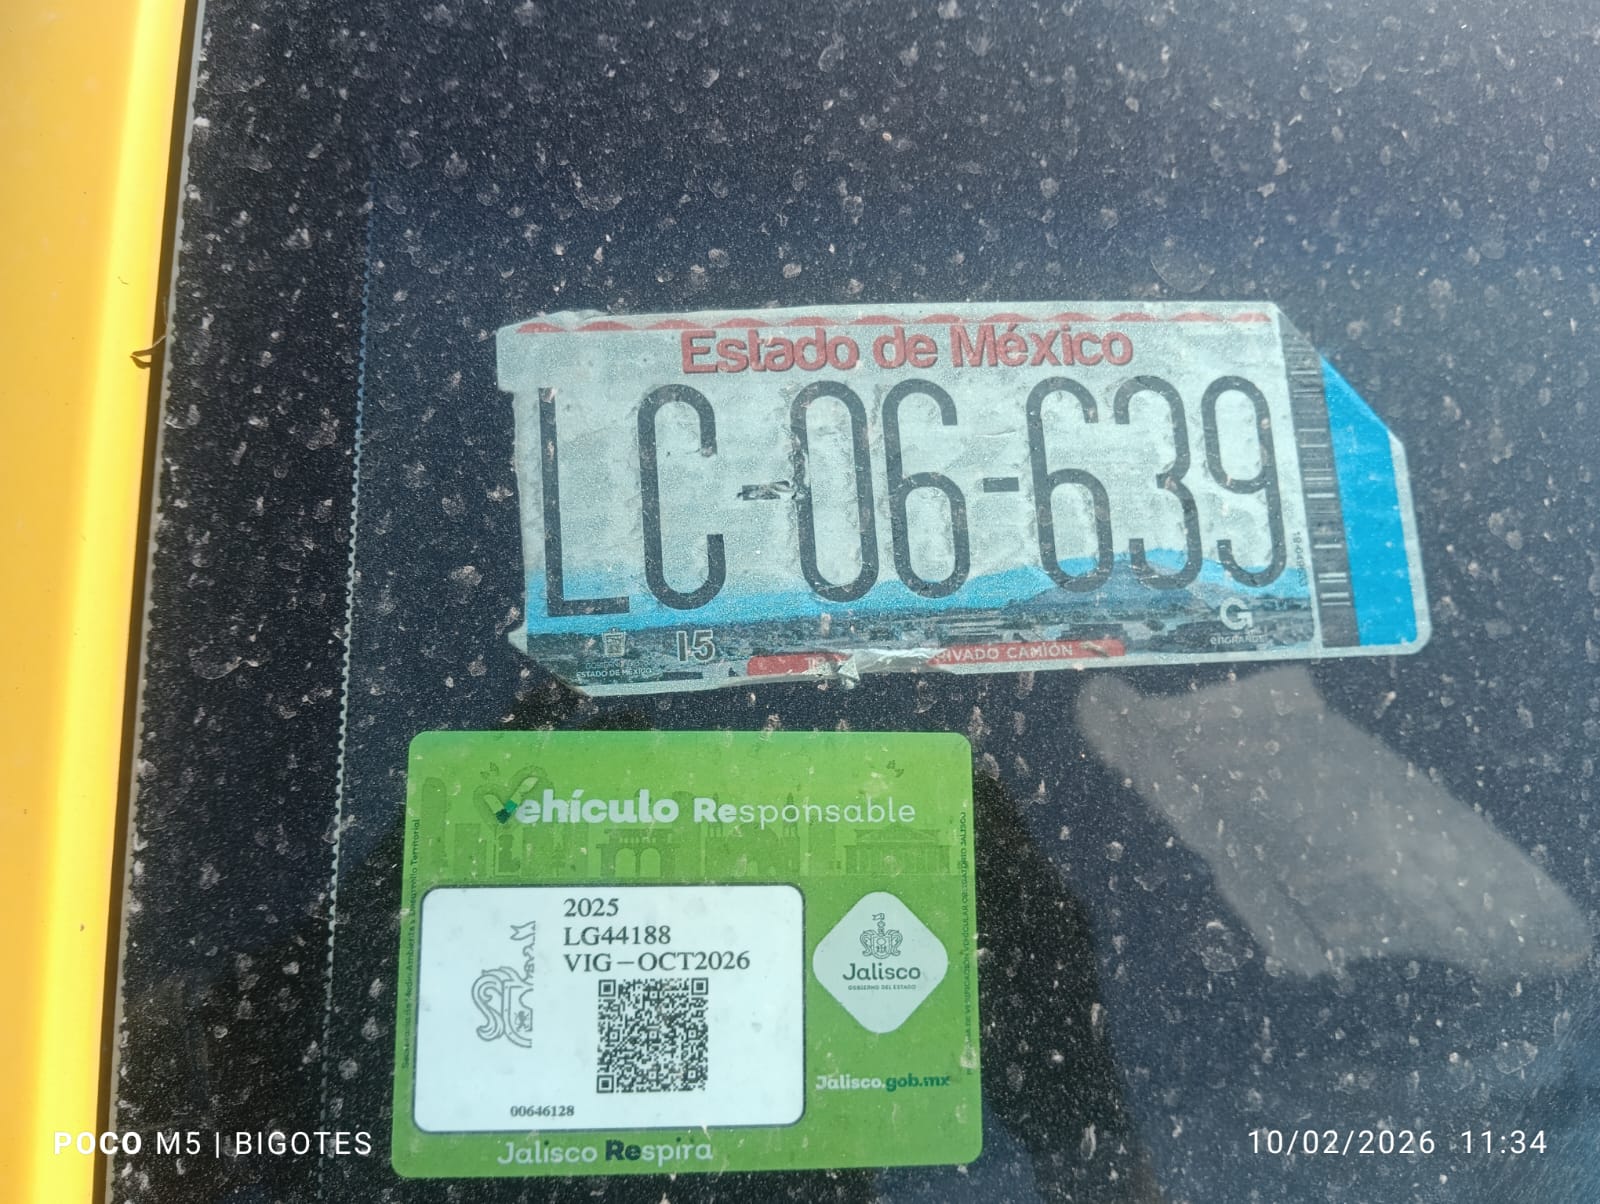 Estado de México
LC-06-639
15
ESTADO DE MÉXICO
PRIVADO CAMIÓN
G
enGRANDE
Vehículo Responsable
2025
LG44188
VIG-OCT2026
00646128
Jalisco
GOBIERNO DEL ESTADO
Jalisco.gob.mx
Jalisco Respira
POCO M5 | BIGOTES
10/02/2026 11:34